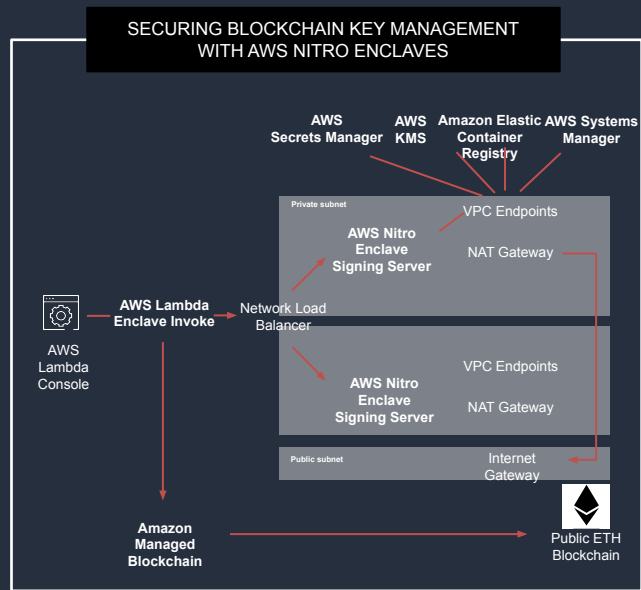 SECURING BLOCKCHAIN KEY MANAGEMENT
WITH AWS NITRO ENCLAVES
AWS
Secrets Manager
AWS
KMS
Amazon Elastic
Container
Registry
AWS Systems
Manager
Private subnet
VPC Endpoints
AWS Nitro
Enclave
Signing Server
NAT Gateway
AWS Lambda
Console
AWS Lambda
Enclave Invoke
Network Load
Balancer
VPC Endpoints
AWS Nitro
Enclave
Signing Server
NAT Gateway
Public subnet
Internet
Gateway
Amazon
Managed
Blockchain
Public ETH
Blockchain